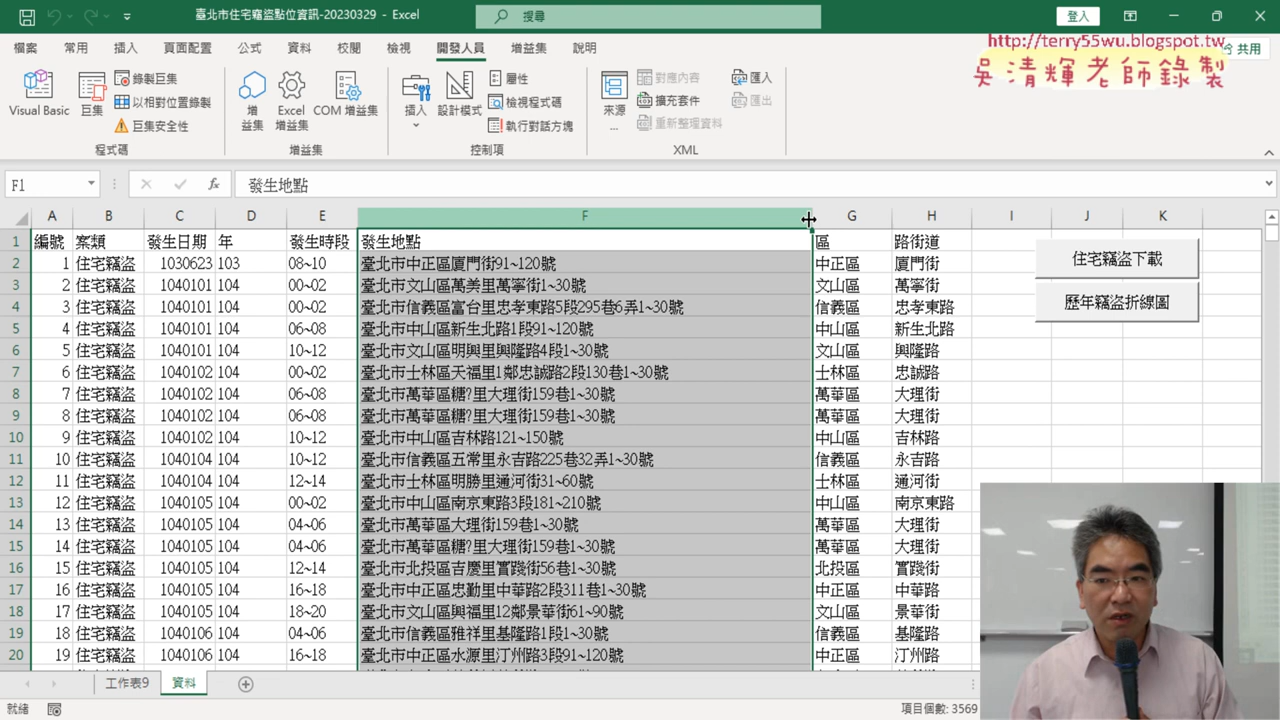 臺北市住宅竊盜點位資訊-20230329 - Excel
搜尋
登入
檔案 常用 插入 頁面配置 公式 資料 校閱 檢視 開發人員 增益集 說明
共用
http://terry55wu.blogspot.tw
吳清輝老師錄製
Visual Basic
巨集
錄製巨集
以相對位置錄製
巨集安全性
程式碼
增益集
Excel 增益集
COM 增益集
增益集
插入
設計模式
屬性
檢視程式碼
執行對話方塊
控制項
來源
...
對應內容
擴充套件
重新整理資料
匯入
匯出
XML
F1
fx
發生地點
A B C D E F G H I J K
1 編號 案類 發生日期 年 發生時段 發生地點 區 路街道
2 1 住宅竊盜 1030623 103 08~10 臺北市中正區廈門街91~120號 中正區 廈門街
3 2 住宅竊盜 1040101 104 00~02 臺北市文山區萬美里萬寧街1~30號 文山區 萬寧街
4 3 住宅竊盜 1040101 104 00~02 臺北市信義區富台里忠孝東路5段295巷6弄1~30號 信義區 忠孝東路
5 4 住宅竊盜 1040101 104 06~08 臺北市中山區新生北路1段91~120號 中山區 新生北路
6 5 住宅竊盜 1040101 104 10~12 臺北市文山區明興里興隆路4段1~30號 文山區 興隆路
7 6 住宅竊盜 1040102 104 00~02 臺北市士林區天福里1鄰忠誠路2段130巷1~30號 士林區 忠誠路
8 7 住宅竊盜 1040102 104 06~08 臺北市萬華區糖?里大理街159巷1~30號 萬華區 大理街
9 8 住宅竊盜 1040102 104 06~08 臺北市萬華區糖?里大理街159巷1~30號 萬華區 大理街
10 9 住宅竊盜 1040102 104 10~12 臺北市中山區吉林路121~150號 中山區 吉林路
11 10 住宅竊盜 1040104 104 10~12 臺北市信義區五常里永吉路225巷32弄1~30號 信義區 永吉路
12 11 住宅竊盜 1040104 104 12~14 臺北市士林區明勝里通河街31~60號 士林區 通河街
13 12 住宅竊盜 1040105 104 00~02 臺北市中山區南京東路3段181~210號 中山區 南京東路
14 13 住宅竊盜 1040105 104 04~06 臺北市萬華區大理街159巷1~30號 萬華區 大理街
15 14 住宅竊盜 1040105 104 04~06 臺北市萬華區糖?里大理街159巷1~30號 萬華區 大理街
16 15 住宅竊盜 1040105 104 12~14 臺北市北投區吉慶里實踐街56巷1~30號 北投區 實踐街
17 16 住宅竊盜 1040105 104 16~18 臺北市中正區忠勤里中華路2段311巷1~30號 中正區 中華路
18 17 住宅竊盜 1040105 104 18~20 臺北市文山區興福里12鄰景華街61~90號 文山區 景華街
19 18 住宅竊盜 1040106 104 04~06 臺北市信義區雅祥里基隆路1段1~30號 信義區 基隆路
20 19 住宅竊盜 1040106 104 16~18 臺北市中正區水源里汀州路3段91~120號 中正區 汀州路
住宅竊盜下載
歷年竊盜折線圖
工作表9 資料
就緒
項目個數: 3569